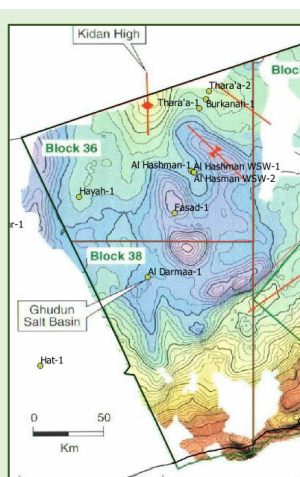 Kidan High
Thara'a-2
Bloc
Thara'a-1
Burkanah-1
Block 36
Al Hashman-1
Al Hashman WSW-1
Al Hasman WSW-2
Hayah-1
Fasad-1
r-1
Block 38
Al Darmaa-1
Ghudun
Salt Basin
Hat-1
0 50
Km